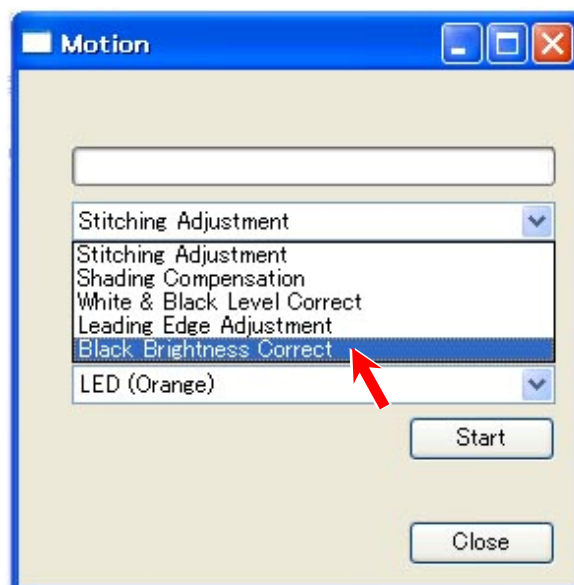 Motion
Stitching Adjustment
Stitching Adjustment
Shading Compensation
White & Black Level Correct
Leading Edge Adjustment
Black Brightness Correct
LED (Orange)
Start
Close